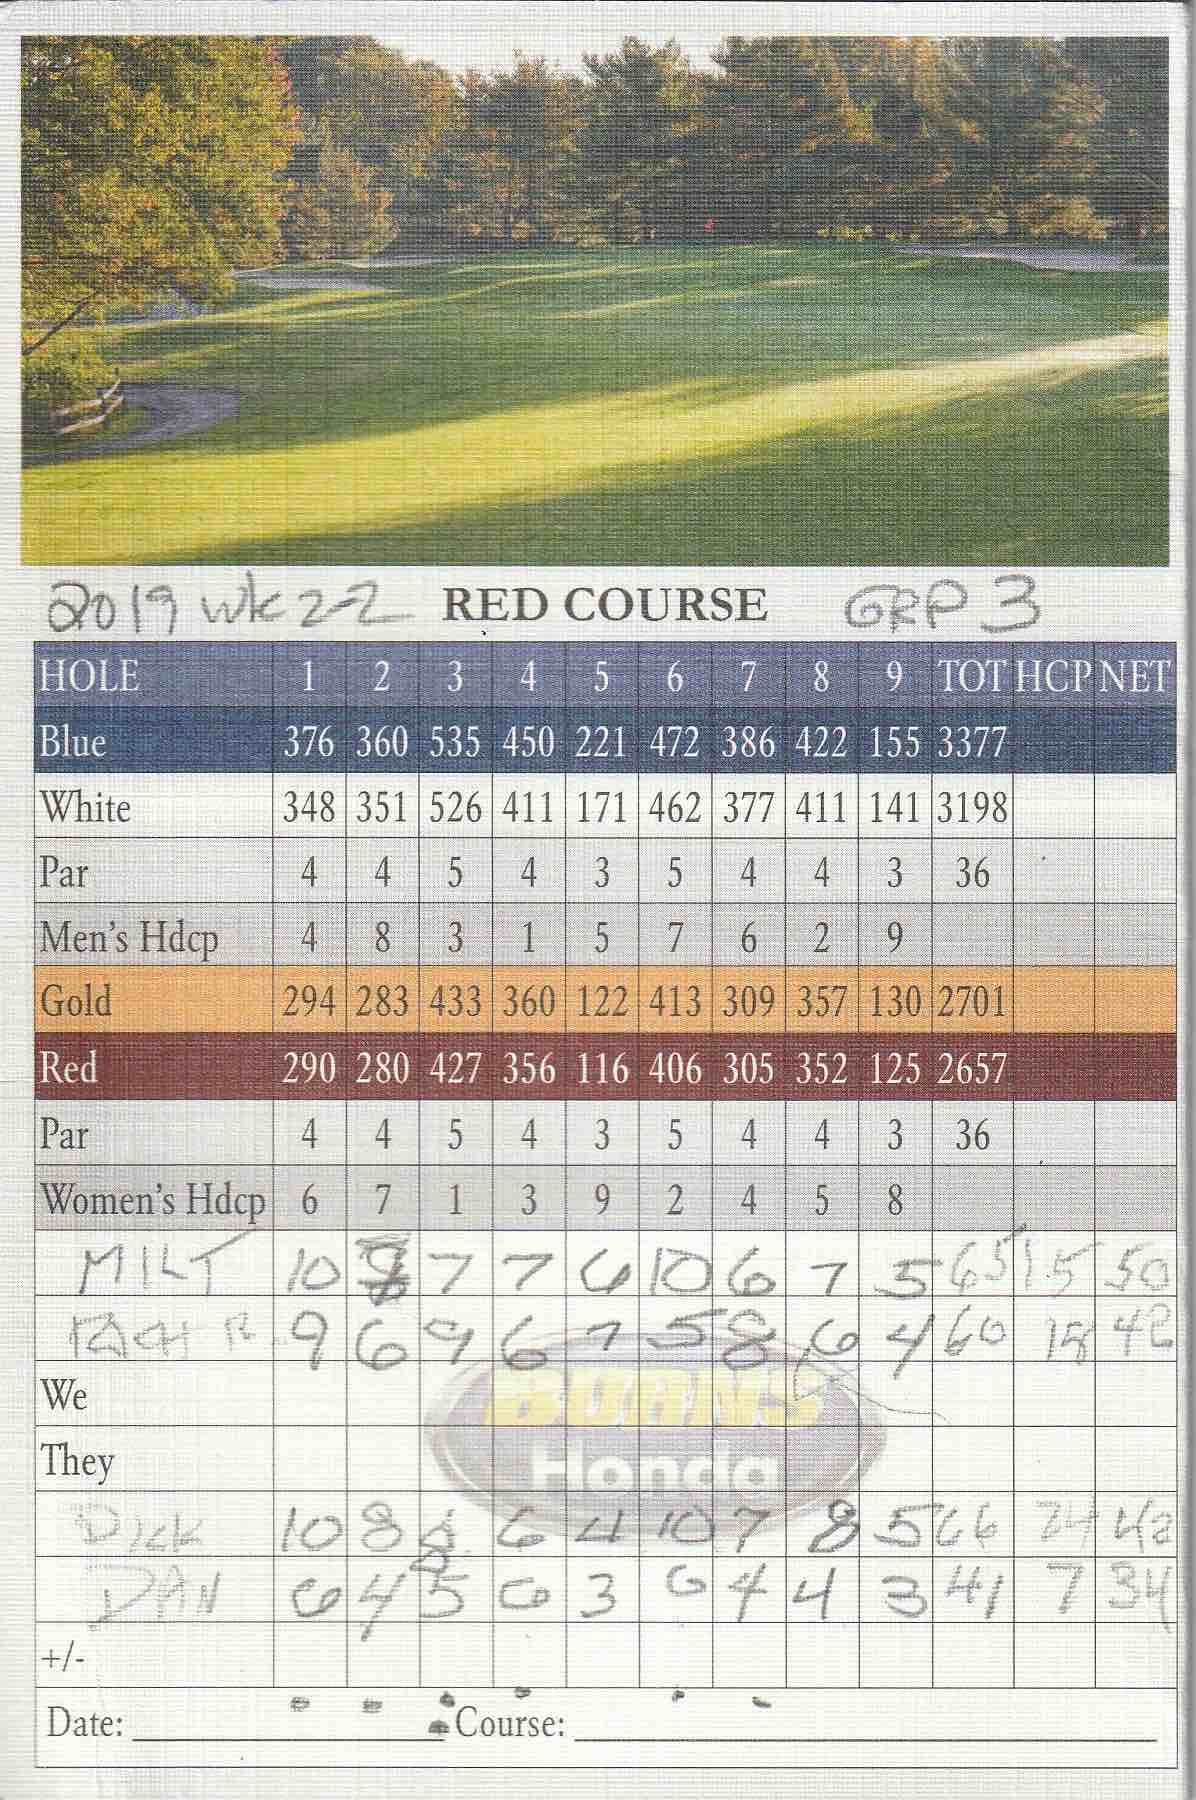 2019 WK 22 RED COURSE GRP 3
HOLE 1 2 3 4 5 6 7 8 9 TOT HCP NET
Blue 376 360 535 450 221 472 386 422 155 3377
White 348 351 526 411 171 462 377 411 141 3198
Par 4 4 5 4 3 5 4 4 3 36
Men's Hdcp 4 8 3 1 5 7 6 2 9
Gold 294 283 433 360 122 413 309 357 130 2701
Red 290 280 427 356 116 406 305 352 125 2657
Par 4 4 5 4 3 5 4 4 3 36
Women's Hdcp 6 7 1 3 9 2 4 5 8
MILT 10 7 7 6 10 6 7 5 65 15 50
R 9 6 9 6 7 5 8 6 4 60 18 42
We
BURNS
Honda
They
DICK 10 8 8 6 4 10 7 8 5 66 24 42
DAN 6 4 5 6 3 6 4 4 3 41 7 34
+/-
Date: Course: